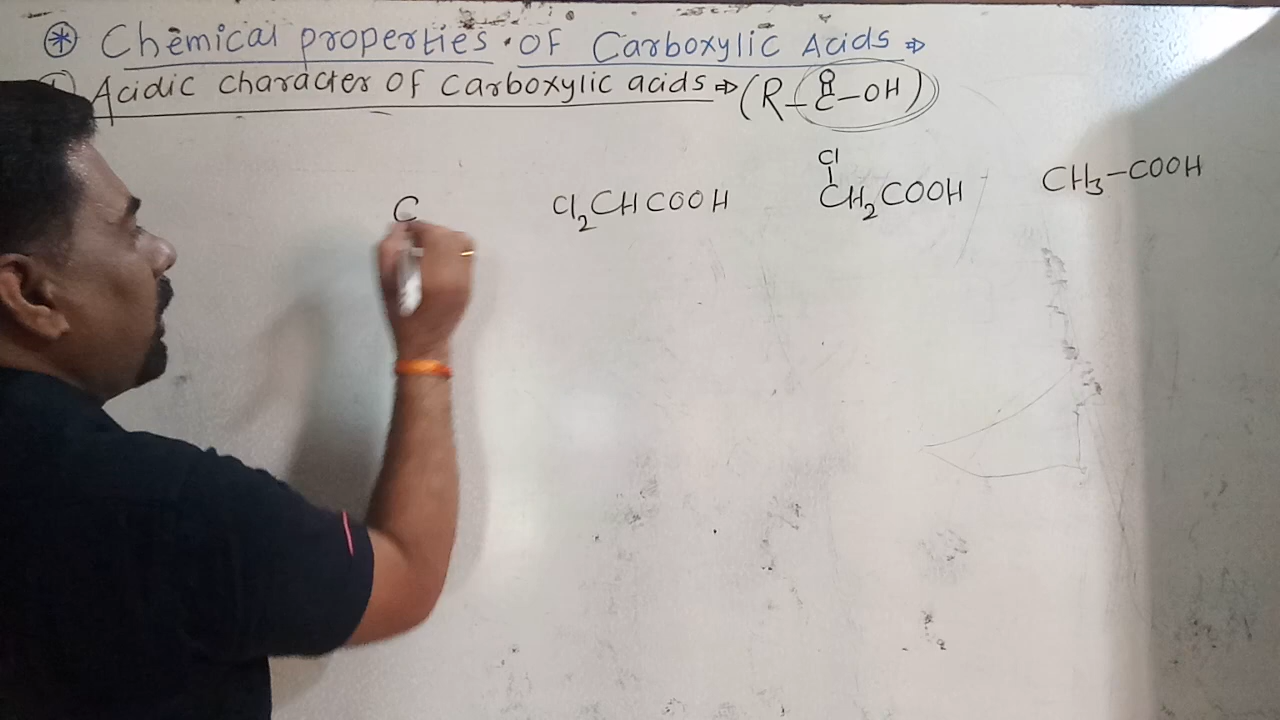 * Chemical properties of Carboxylic Acids ⇒
Acidic character of carboxylic acids ⇒ (R-C-OH)
O
Cl
C Cl₂CHCOOH CH₂COOH CH₃-COOH